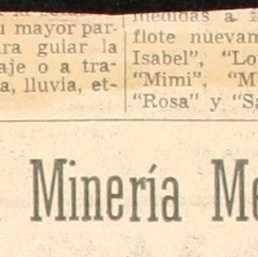 u mayor par-
ra guiar la
aje o a tra-
a, lluvia, et-
medidas a
flote nuevam
Isabel", "Lo
"Mimi", "M
"Rosa" y "Sa
Minería Me